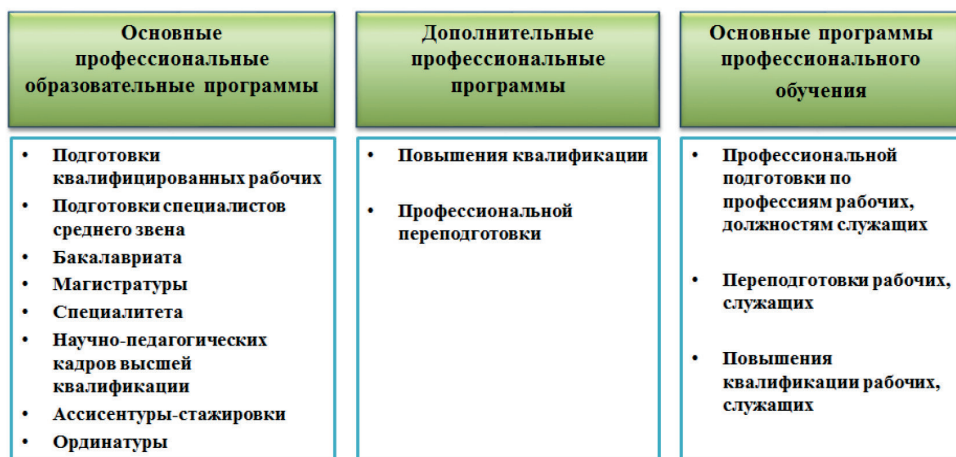 Основные
профессиональные
образовательные программы
• Подготовки
квалифицированных рабочих
• Подготовки специалистов
среднего звена
• Бакалавриата
• Магистратуры
• Специалитета
• Научно-педагогических
кадров высшей
квалификации
• Ассисентуры-стажировки
• Ординатуры
Дополнительные
профессиональные
программы
• Повышения квалификации
• Профессиональной
переподготовки
Основные программы
профессионального
обучения
• Профессиональной
подготовки по
профессиям рабочих,
должностям служащих
• Переподготовки рабочих,
служащих
• Повышения
квалификации рабочих,
служащих